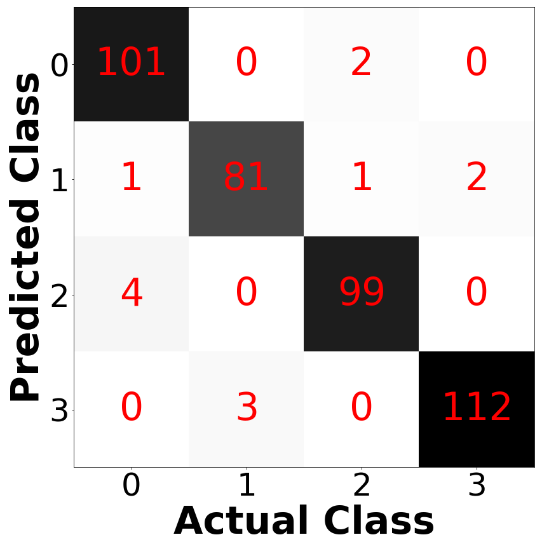 Predicted Class
0 101 0 2 0
1 1 81 1 2
2 4 0 99 0
3 0 3 0 112
0 1 2 3
Actual Class